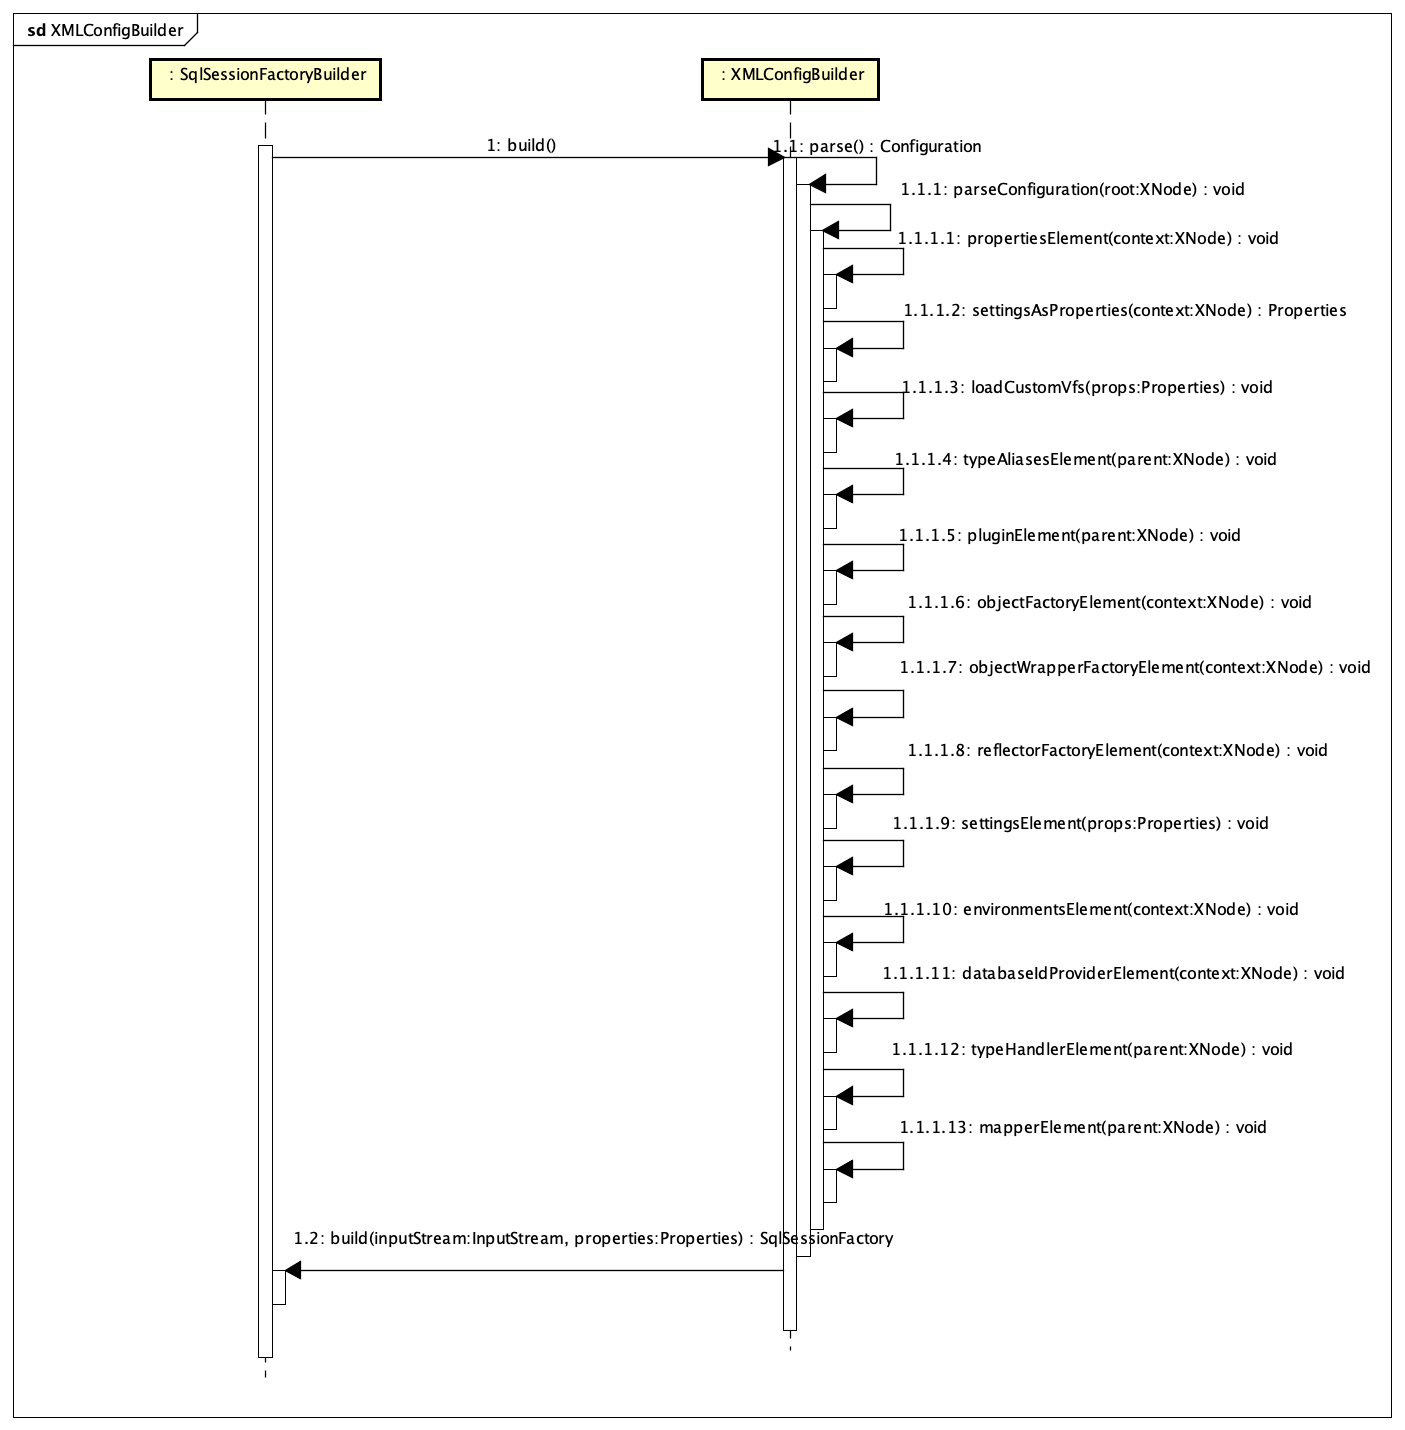 sd XMLConfigBuilder
: SqlSessionFactoryBuilder
: XMLConfigBuilder
1: build()
1.1: parse() : Configuration
1.1.1: parseConfiguration(root:XNode) : void
1.1.1.1: propertiesElement(context:XNode) : void
1.1.1.2: settingsAsProperties(context:XNode) : Properties
1.1.1.3: loadCustomVfs(props:Properties) : void
1.1.1.4: typeAliasesElement(parent:XNode) : void
1.1.1.5: pluginElement(parent:XNode) : void
1.1.1.6: objectFactoryElement(context:XNode) : void
1.1.1.7: objectWrapperFactoryElement(context:XNode) : void
1.1.1.8: reflectorFactoryElement(context:XNode) : void
1.1.1.9: settingsElement(props:Properties) : void
1.1.1.10: environmentsElement(context:XNode) : void
1.1.1.11: databaseIdProviderElement(context:XNode) : void
1.1.1.12: typeHandlerElement(parent:XNode) : void
1.1.1.13: mapperElement(parent:XNode) : void
1.2: build(inputStream:InputStream, properties:Properties) : SqlSessionFactory